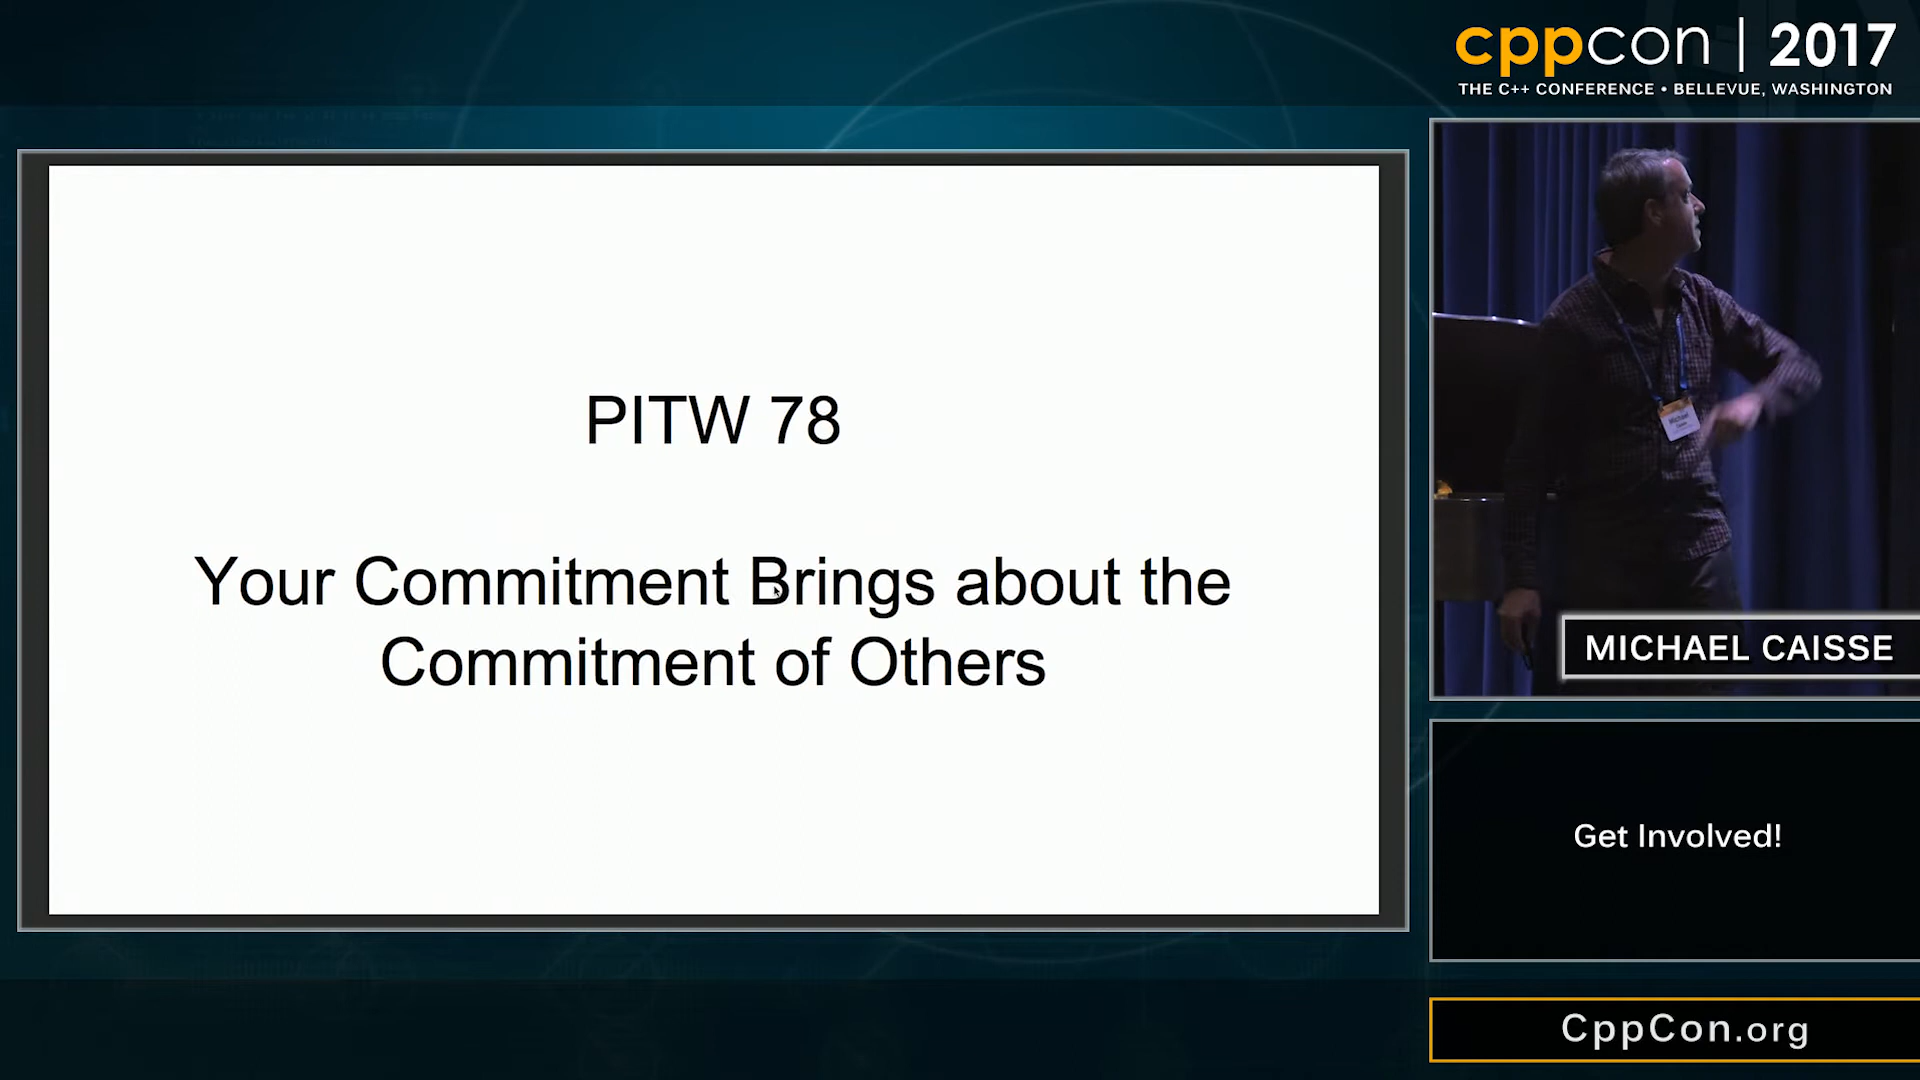 cppcon | 2017
THE C++ CONFERENCE • BELLEVUE, WASHINGTON
PITW 78
Your Commitment Brings about the
Commitment of Others
Michael
MICHAEL CAISSE
Get Involved!
CppCon.org